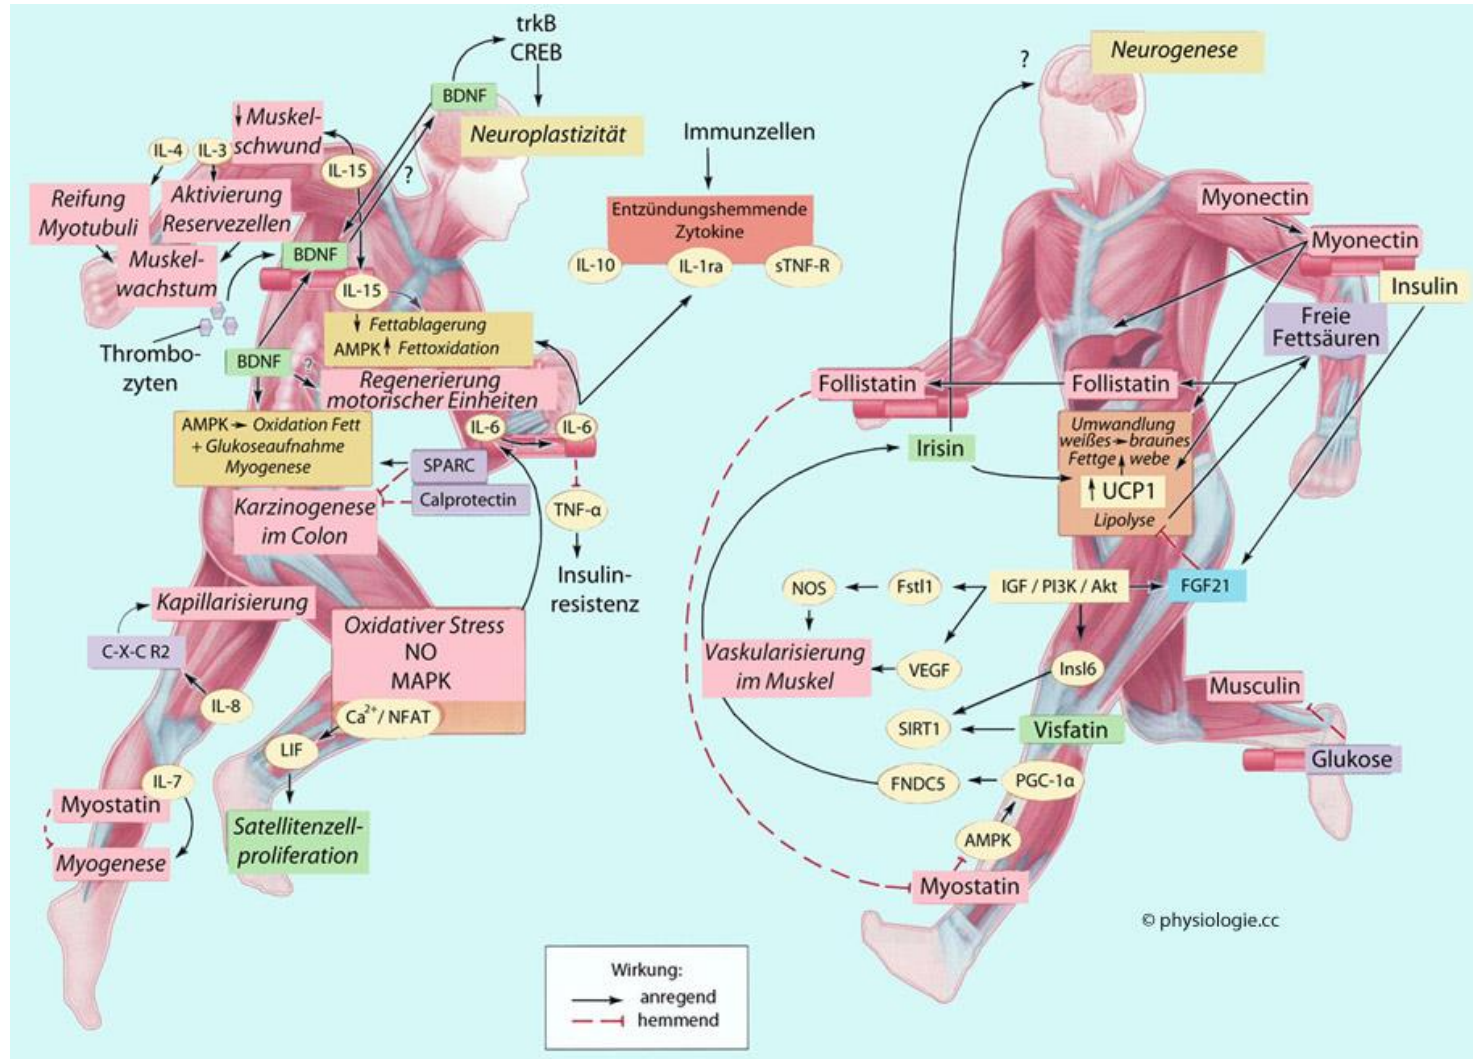 trkB
CREB
BDNF
Neuroplastizität
↓ Muskel-
schwund
IL-4
IL-3
IL-15
?
Reifung
Myotubuli
Aktivierung
Reservezellen
BDNF
Muskel-
wachstum
IL-15
Thrombo-
zyten
BDNF
?
↓ Fettablagerung
AMPK ↑ Fettoxidation
Regenerierung
motorischer Einheiten
AMPK → Oxidation Fett
+ Glukoseaufnahme
Myogenese
IL-6
IL-6
SPARC
Calprotectin
Karzinogenese
im Colon
TNF-α
Insulin-
resistenz
Kapillarisierung
C-X-C R2
IL-8
Oxidativer Stress
NO
MAPK
Ca²⁺/ NFAT
LIF
IL-7
Myostatin
Myogenese
Satellitenzell-
proliferation
Immunzellen
Entzündungshemmende
Zytokine
IL-10
IL-1ra
sTNF-R
?
Neurogenese
Myonectin
Myonectin
Insulin
Freie
Fettsäuren
Follistatin
Follistatin
Irisin
Umwandlung
weißes → braunes
Fettge ↑ webe
↑ UCP1
Lipolyse
NOS
Fstl1
IGF / PI3K / Akt
FGF21
Vaskularisierung
im Muskel
VEGF
Insl6
Musculin
SIRT1
Visfatin
Glukose
FNDC5
PGC-1α
AMPK
Myostatin
© physiologie.cc
Wirkung:
anregend
hemmend